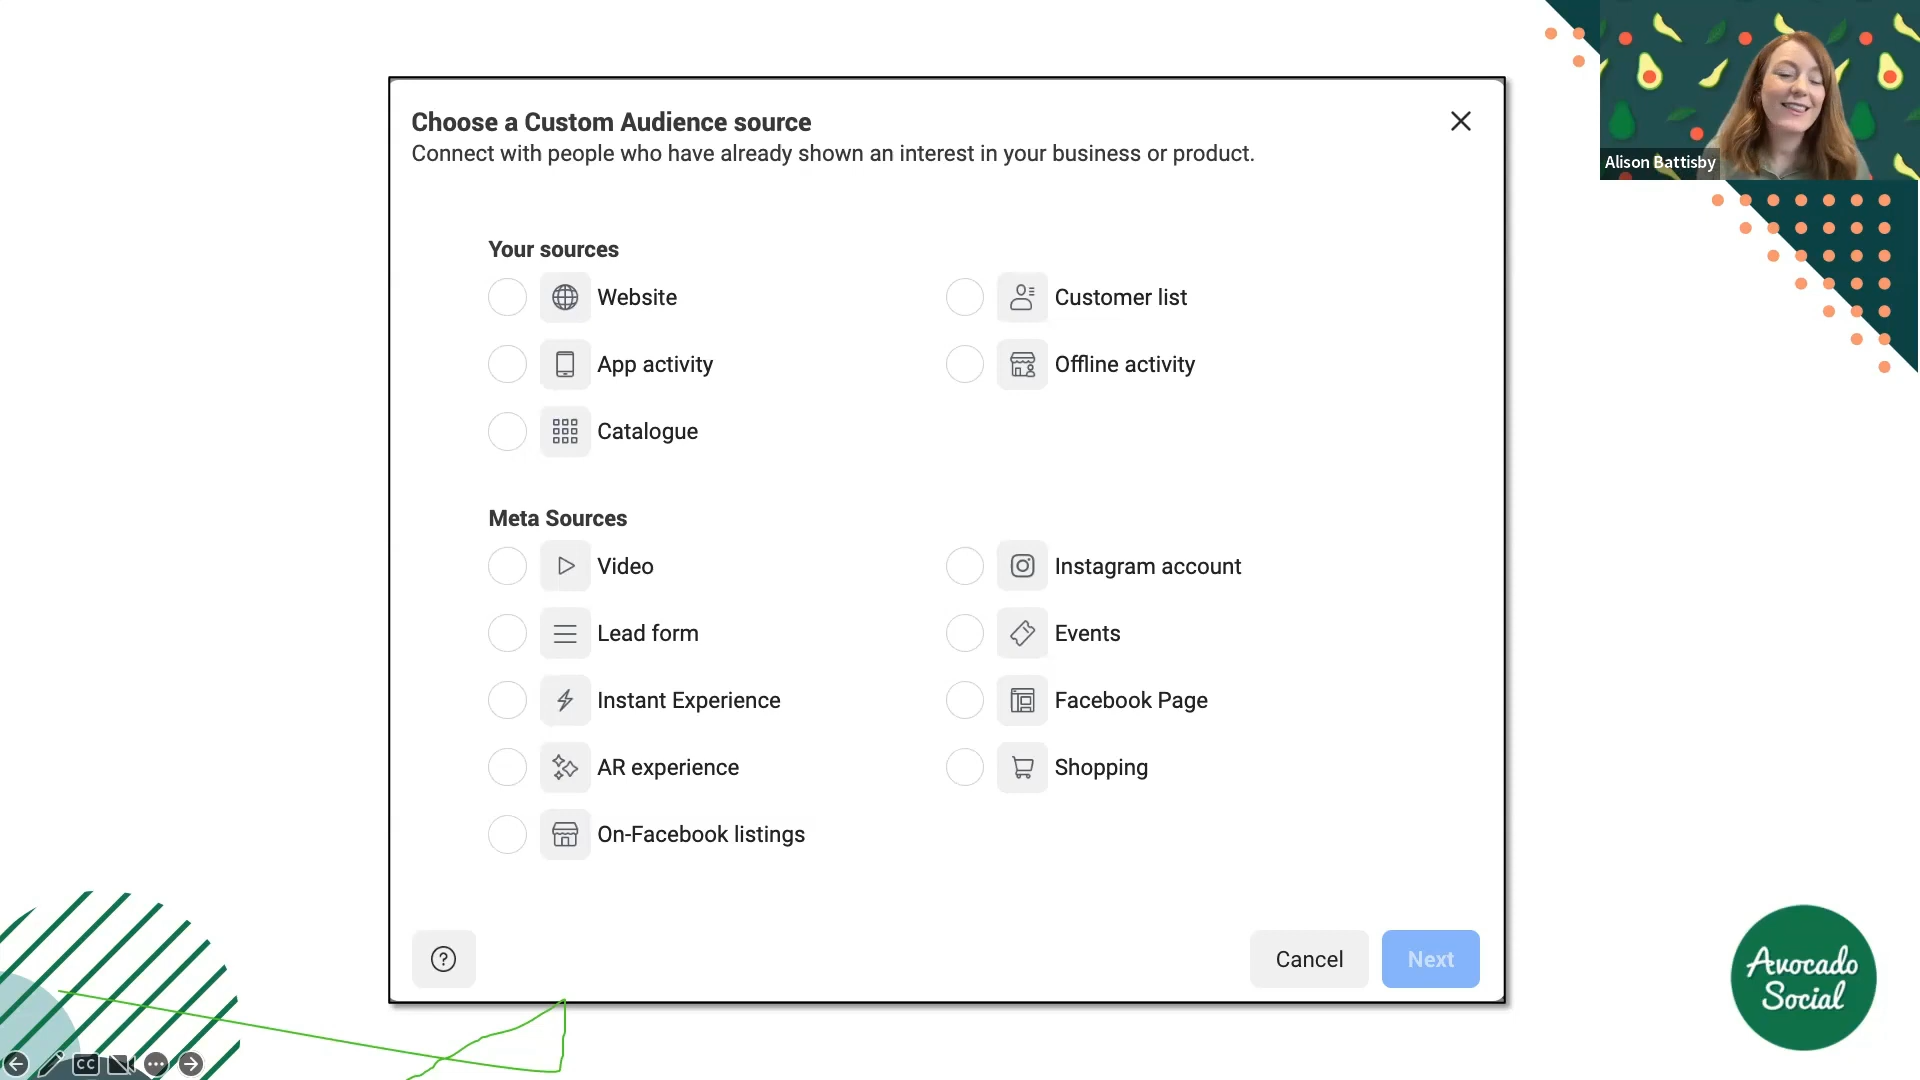 Choose a Custom Audience source
Connect with people who have already shown an interest in your business or product.
Alison Battisby
Your sources
Website
Customer list
App activity
Offline activity
Catalogue
Meta Sources
Video
Instagram account
Lead form
Events
Instant Experience
Facebook Page
AR experience
Shopping
On-Facebook listings
?
Cancel
Next
Avocado
Social
CC